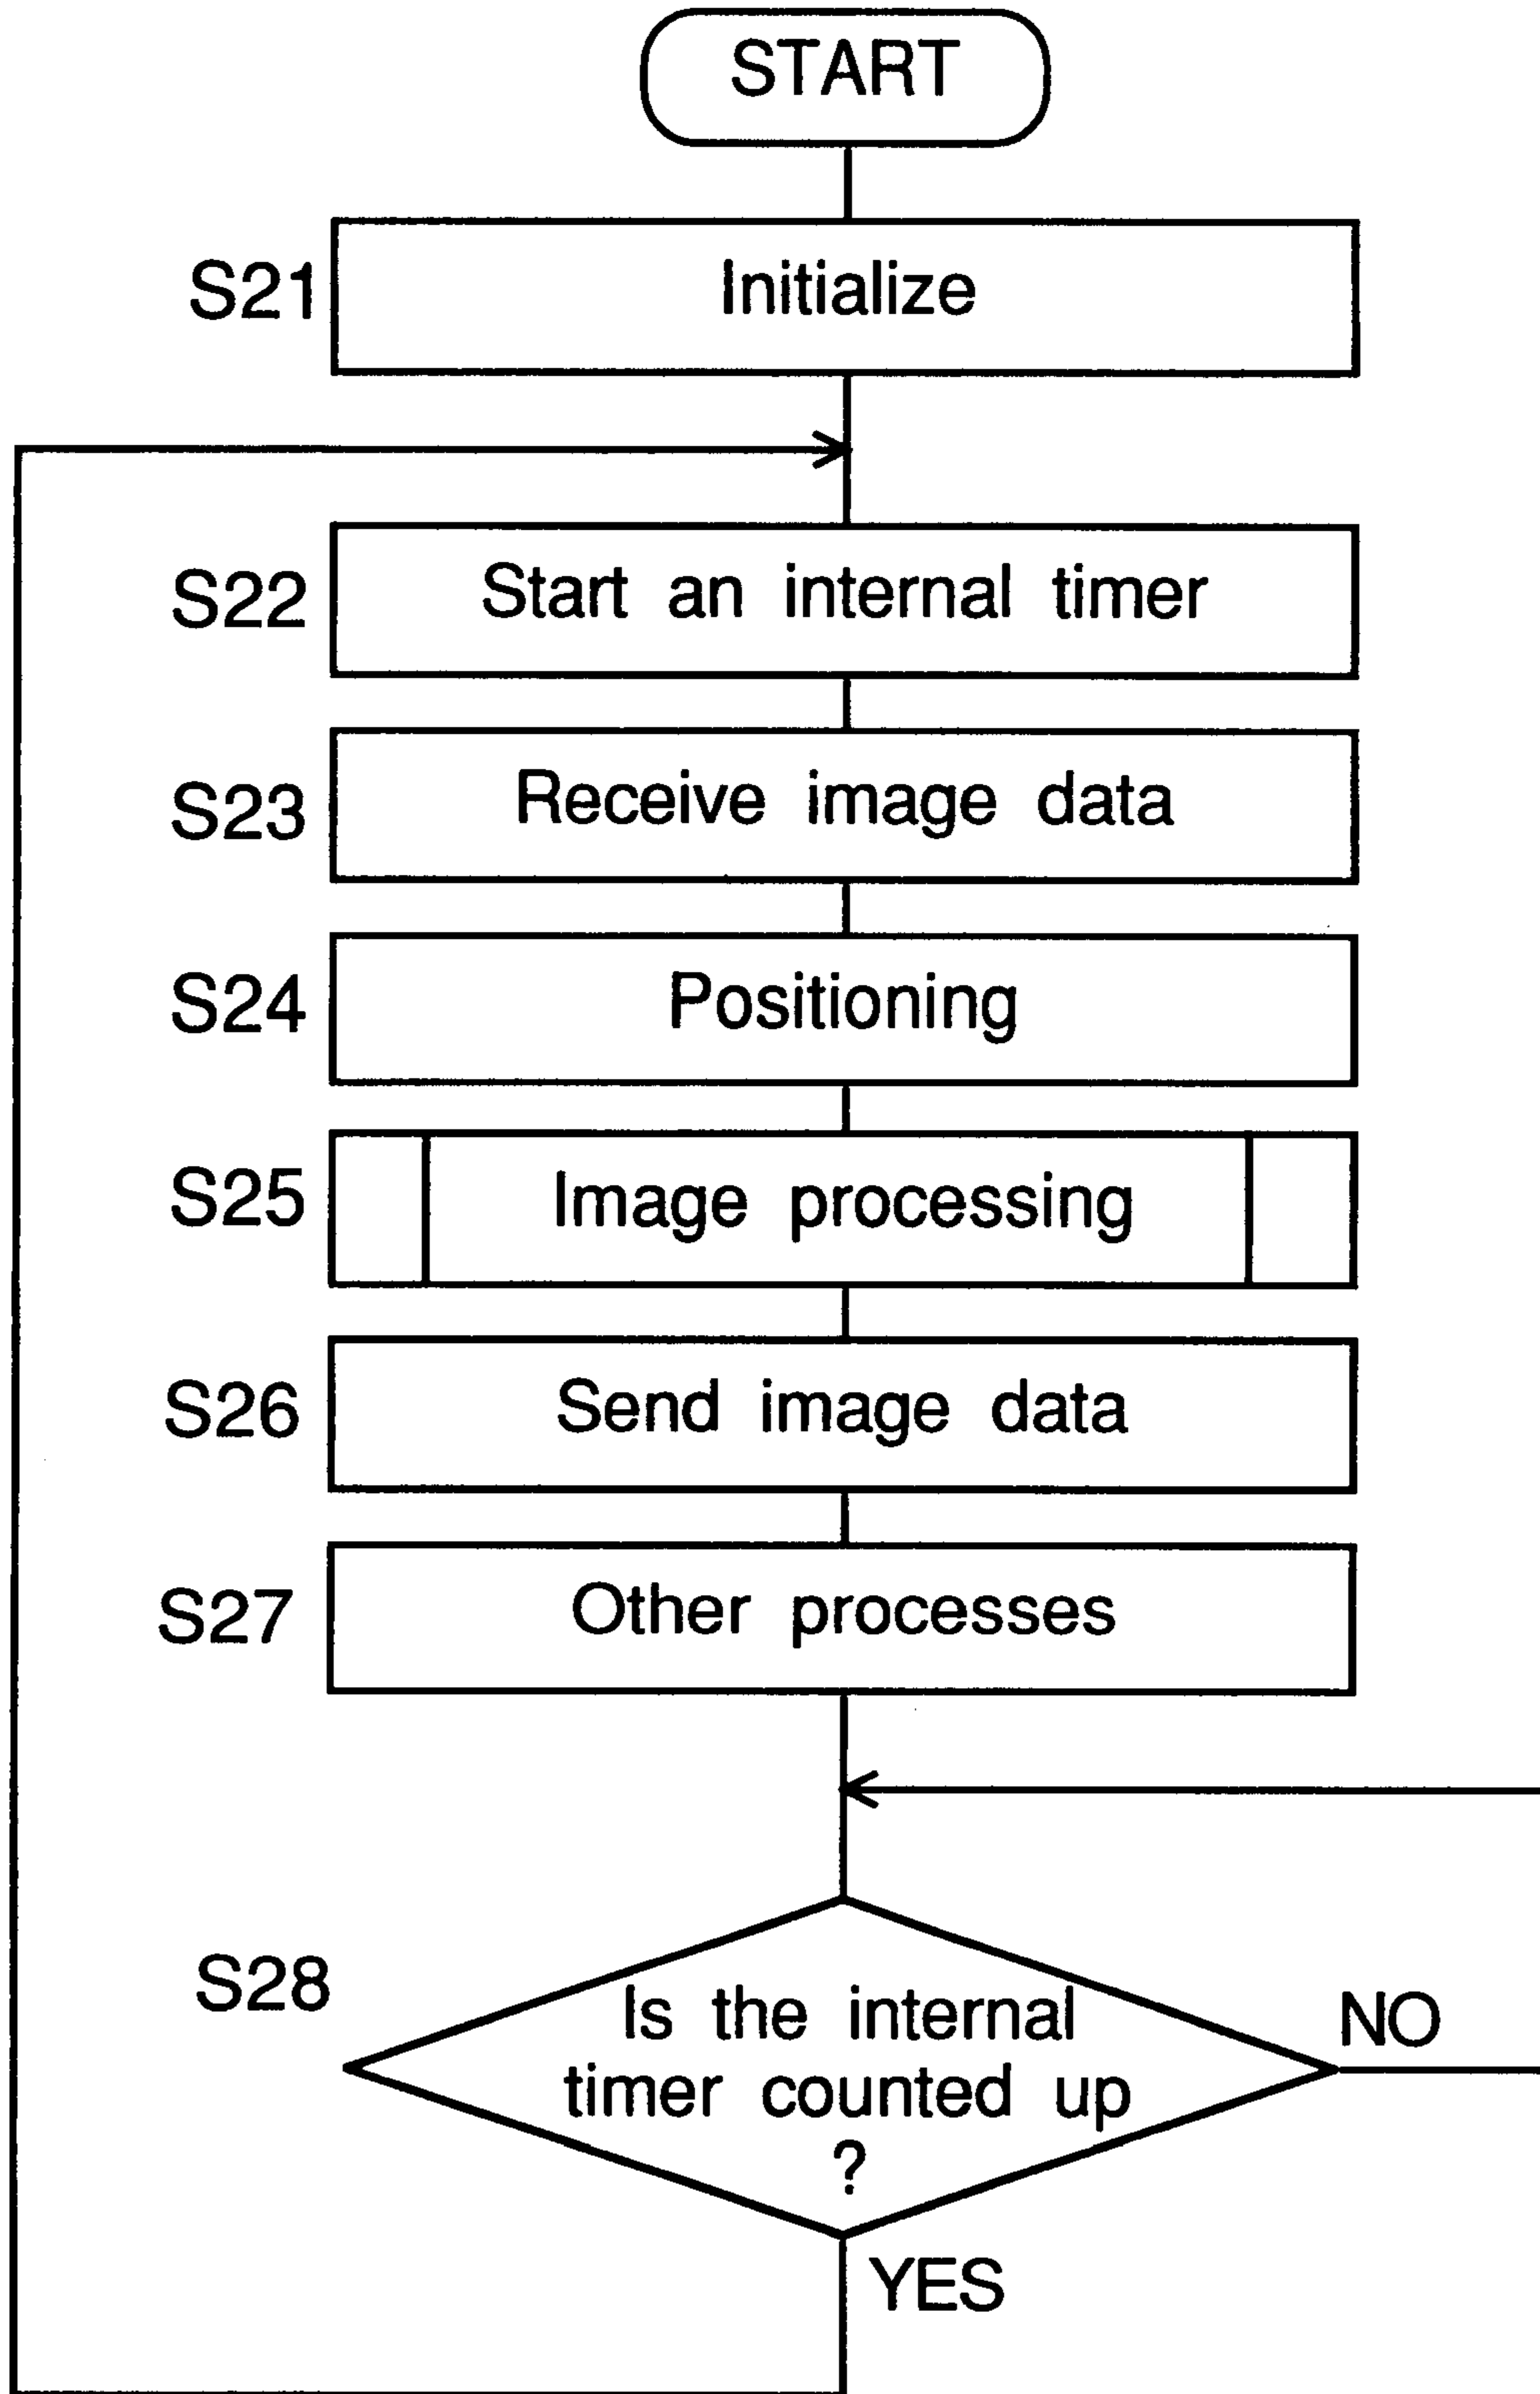 START
S21
Initialize
S22
Start an internal timer
S23
Receive image data
S24
Positioning
S25
Image processing
S26
Send image data
S27
Other processes
S28
Is the internal
timer counted up
?
NO
YES